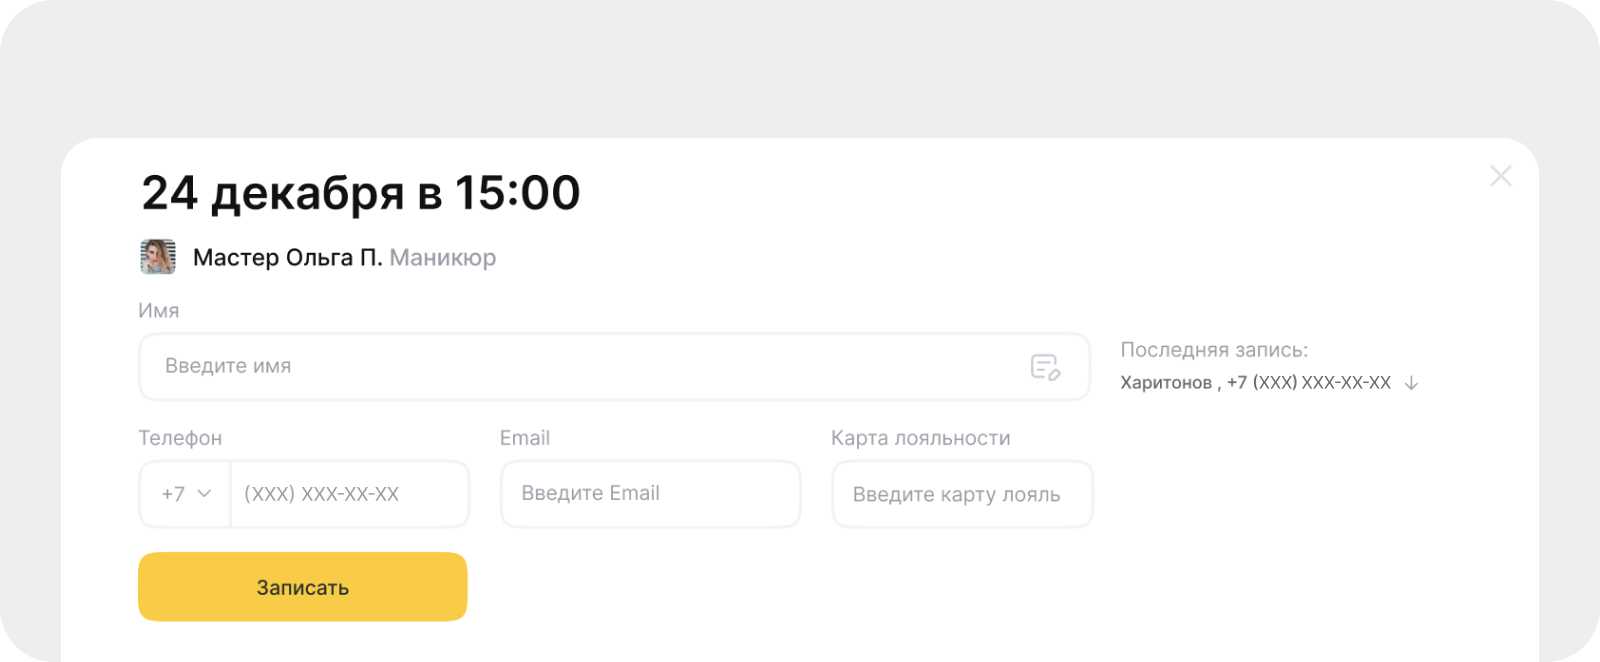 24 декабря в 15:00
Мастер Ольга П. Маникюр
Имя
Введите имя
Последняя запись:
Харитонов , +7 (XXX) XXX-XX-XX
Телефон
Email
Карта лояльности
+7
(XXX) XXX-XX-XX
Введите Email
Введите карту лояль
Записать